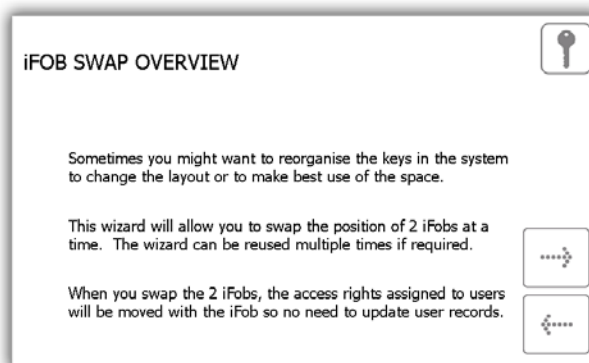 iFOB SWAP OVERVIEW
Sometimes you might want to reorganise the keys in the system
to change the layout or to make best use of the space.
This wizard will allow you to swap the position of 2 iFobs at a
time.  The wizard can be reused multiple times if required.
When you swap the 2 iFobs, the access rights assigned to users
will be moved with the iFob so no need to update user records.